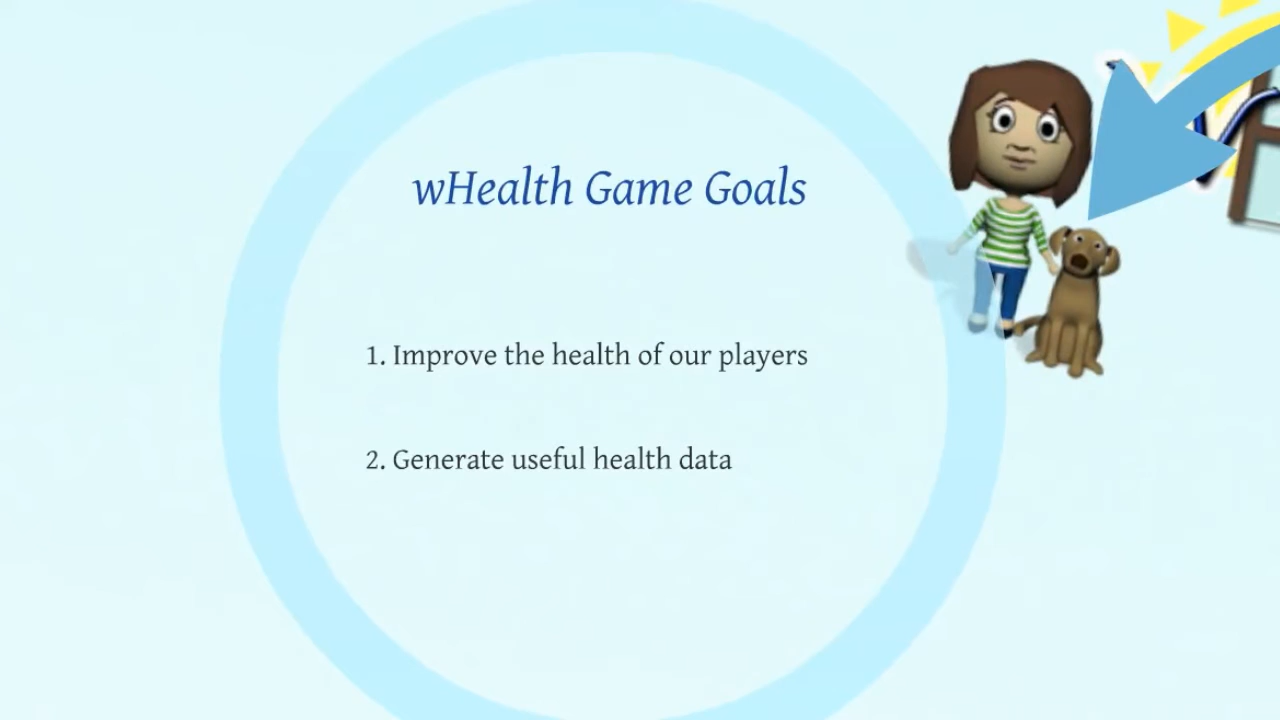 wHealth Game Goals
1. Improve the health of our players
2. Generate useful health data